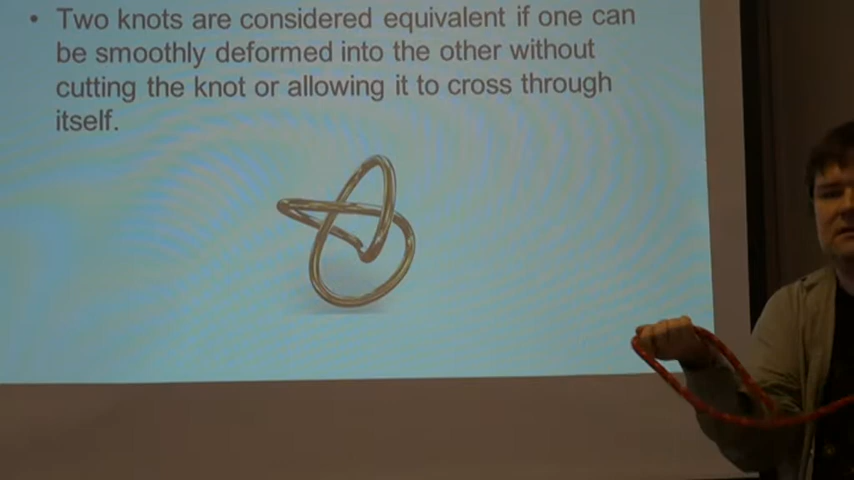 • Two knots are considered equivalent if one can
be smoothly deformed into the other without
cutting the knot or allowing it to cross through
itself.